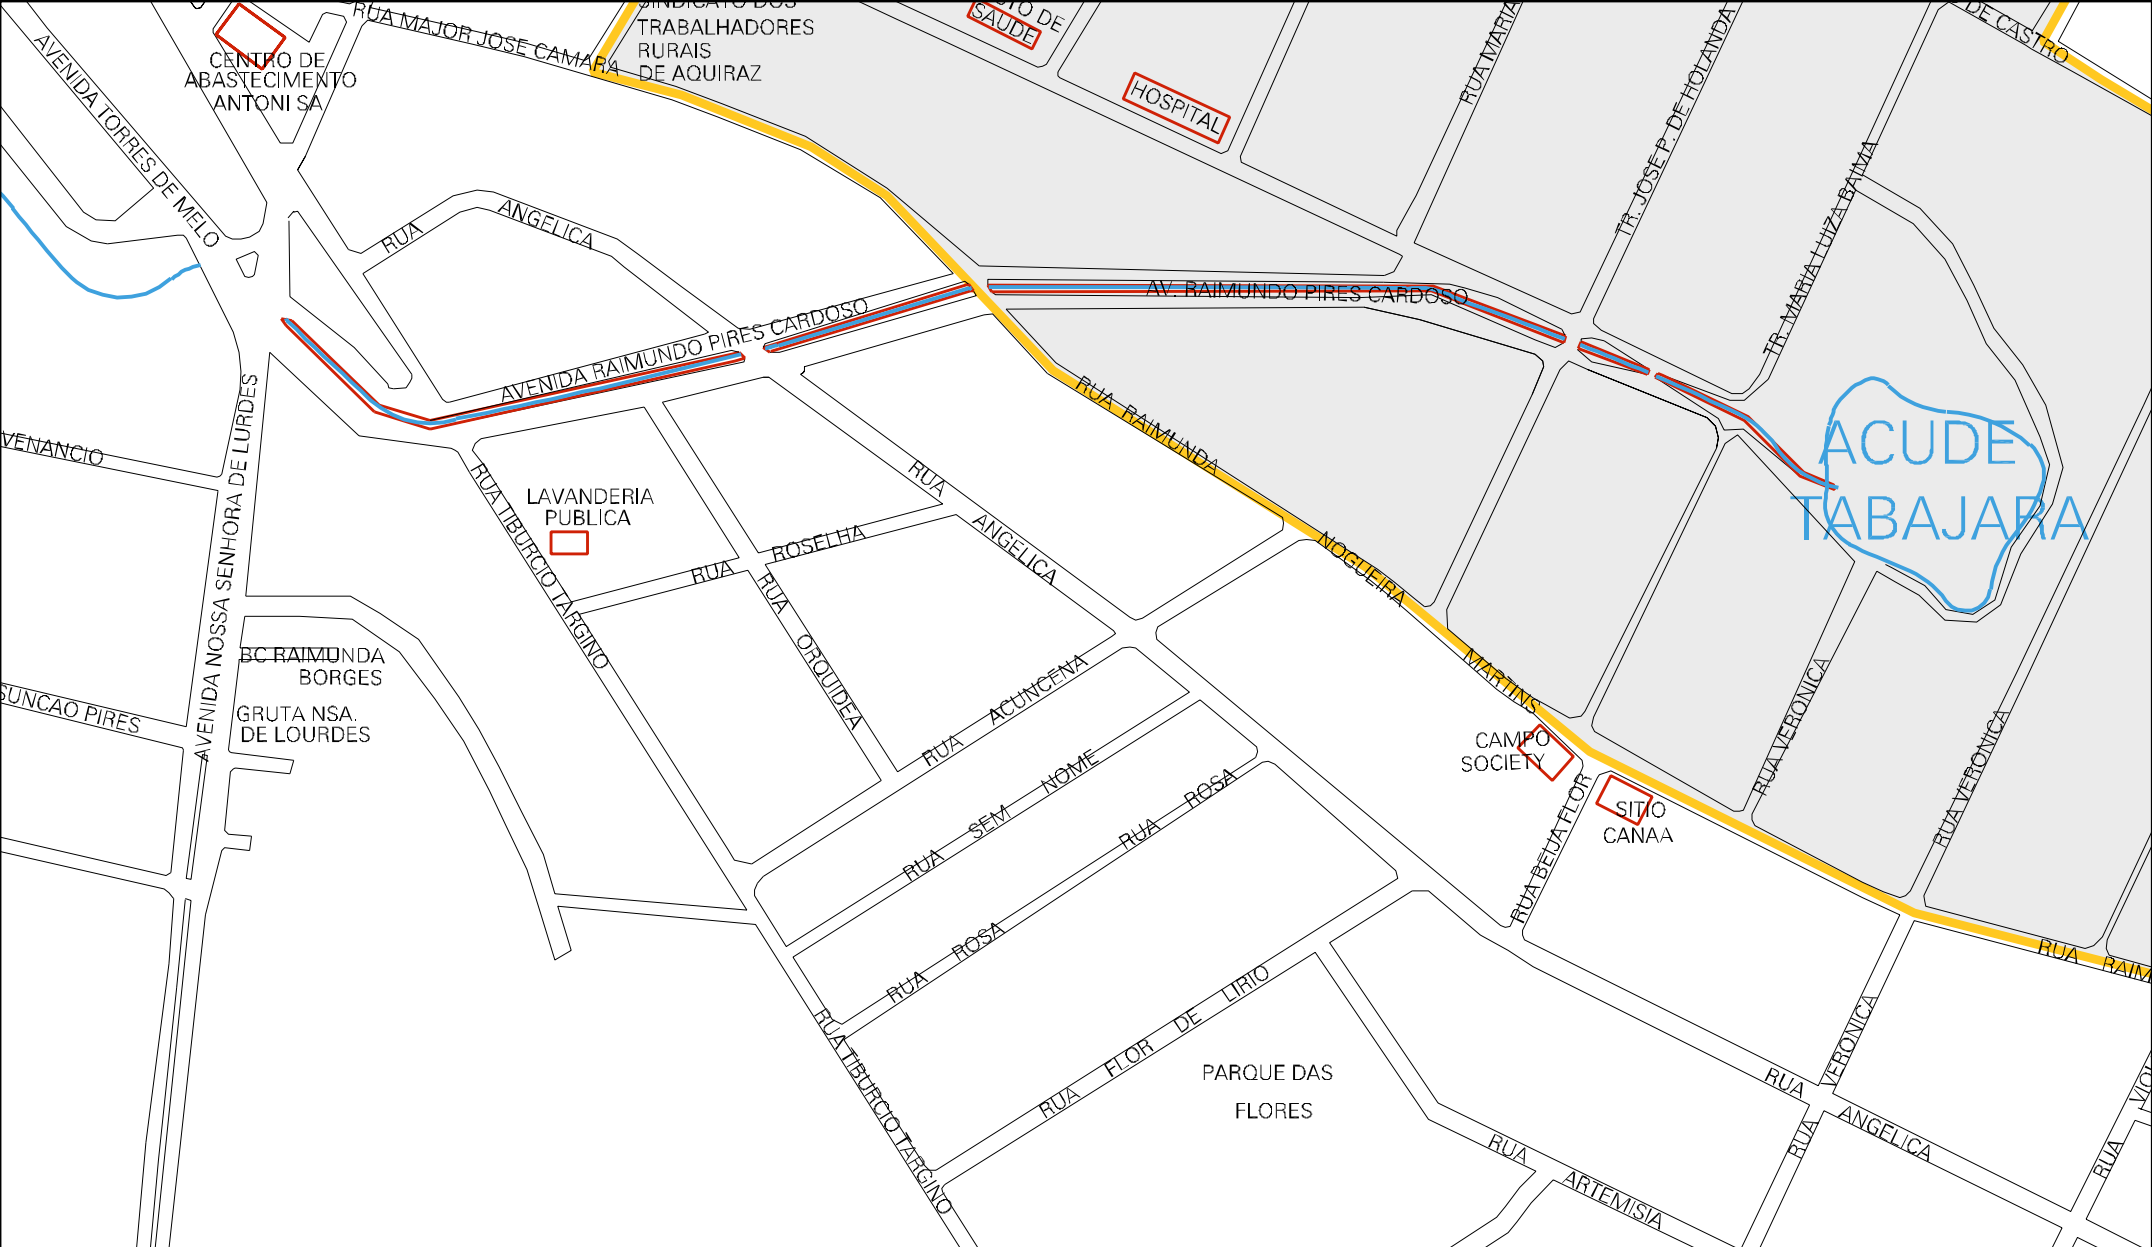 RUA MAJOR JOSE CAMARA
SINDICATO DOS
TRABALHADORES
RURAIS
DE AQUIRAZ
DE
SAUDE
HOSPITAL
RUA MARIA
TR. JOSE P. DE HOLANDA
DE CASTRO
AVENIDA TORRES DE MELO
CENTRO DE
ABASTECIMENTO
ANTONI SA
RUA ANGELICA
TR. MARIA LUIZA BAIMA
AV. RAIMUNDO PIRES CARDOSO
AVENIDA RAIMUNDO PIRES CARDOSO
RUA RAIMUNDA NOGUEIRA MARTINS
ACUDE
TABAJARA
VENANCIO
AVENIDA NOSSA SENHORA DE LURDES
LAVANDERIA
PUBLICA
RUA TIBURCIO TARGINO
RUA ROSELHA
RUA ANGELICA
RUA ORQUIDEA
BC RAIMUNDA
BORGES
GRUTA NSA.
DE LOURDES
SUNCAO PIRES
RUA ACUNCENA
RUA SEM NOME
RUA ROSA
RUA ROSA
CAMPO
SOCIETY
SITIO
CANAA
RUA BEIJA FLOR
RUA VERONICA
RUA VERONICA
RUA RAIM
RUA TIBURCIO TARGINO
RUA FLOR DE LIRIO
PARQUE DAS
FLORES
RUA VERONICA
RUA ANGELICA
RUA ARTEMISIA
RUA VIOL